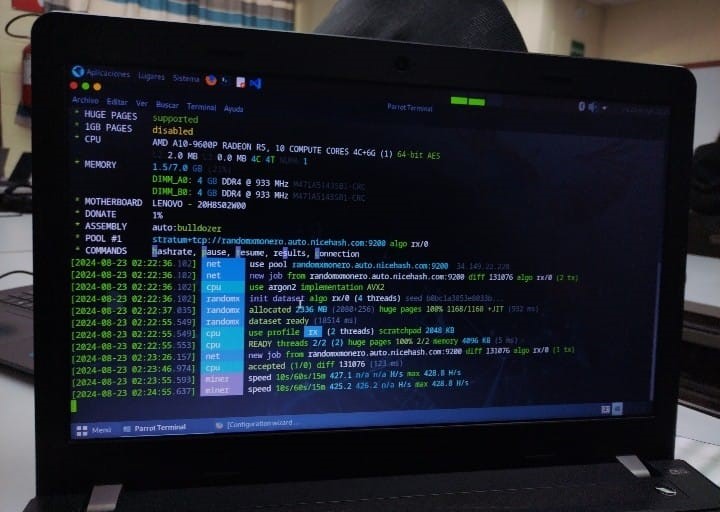 Aplicaciones Lugares Sistema
Archivo Editar Ver Buscar Terminal Ayuda
ParrotTerminal
* HUGE PAGES supported
* 1GB PAGES disabled
* CPU AMD A10-9600P RADEON R5, 10 COMPUTE CORES 4C+6G (1) 64-bit AES
L2:2.0 MB L3:0.0 MB 4C 4T NUMA:1
* MEMORY 1.5/7.0 GB (21%)
DIMM_A0: 4 GB DDR4 @ 933 MHz M471A5143SB1-CRC
DIMM_B0: 4 GB DDR4 @ 933 MHz M471A5143SB1-CRC
* MOTHERBOARD LENOVO - 20H8S02W00
* DONATE 1%
* ASSEMBLY auto:bulldozer
* POOL #1 stratum+tcp://randomxmonero.auto.nicehash.com:9200 algo rx/0
* COMMANDS hashrate, pause, resume, results, connection
[2024-08-23 02:22:36.102] net use pool randomxmonero.auto.nicehash.com:9200 34.149.22.228
[2024-08-23 02:22:36.102] net new job from randomxmonero.auto.nicehash.com:9200 diff 131076 algo rx/0 (2 tx)
[2024-08-23 02:22:36.102] cpu use argon2 implementation AVX2
[2024-08-23 02:22:36.102] randomx init dataset algo rx/0 (4 threads) seed b0bc1a3853e8033b...
[2024-08-23 02:22:37.035] randomx allocated 2336 MB (2080+256) huge pages 100% 1168/1168 +JIT (932 ms)
[2024-08-23 02:22:55.549] randomx dataset ready (18514 ms)
[2024-08-23 02:22:55.549] cpu use profile rx (2 threads) scratchpad 2048 KB
[2024-08-23 02:22:55.553] cpu READY threads 2/2 (2) huge pages 100% 2/2 memory 4096 KB (5 ms)
[2024-08-23 02:23:26.157] net new job from randomxmonero.auto.nicehash.com:9200 diff 131076 algo rx/0 (1 tx)
[2024-08-23 02:23:46.974] cpu accepted (1/0) diff 131076 (123 ms)
[2024-08-23 02:23:55.593] miner speed 10s/60s/15m 427.1 n/a n/a H/s max 428.8 H/s
[2024-08-23 02:24:55.637] miner speed 10s/60s/15m 425.2 426.2 n/a H/s max 428.8 H/s
Menú Parrot Terminal [Configuration wizard...